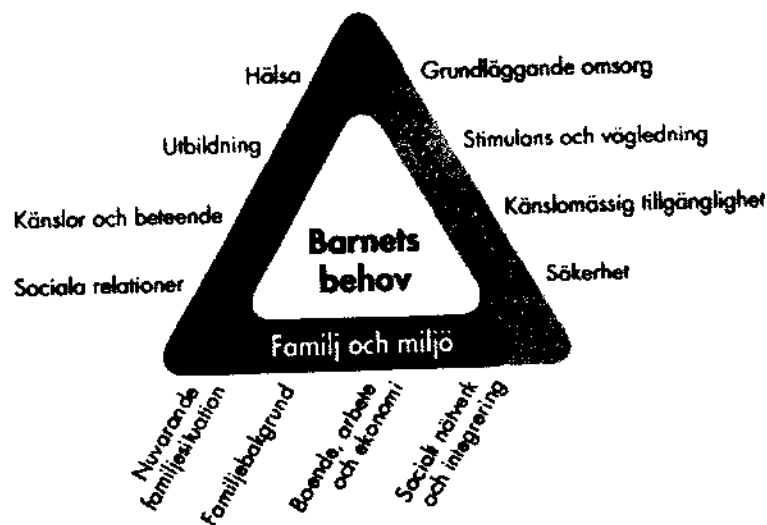 Hälsa
Utbildning
Känslor och beteende
Sociala relationer
Grundläggande omsorg
Stimulans och vägledning
Känslomässig tillgänglighet
Säkerhet
Barnets
behov
Familj och miljö
Nuvarande
familjesituation
Familjebakgrund
Boende, arbete
och ekonomi
Socialt nätverk
och integrering